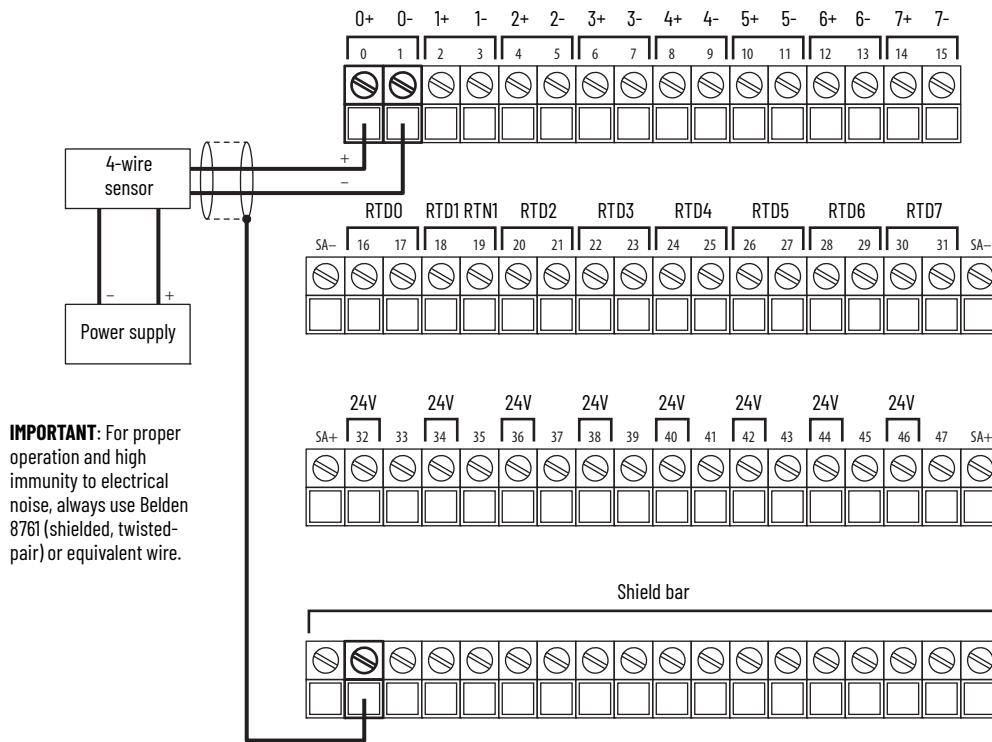 0+ 0- 1+ 1- 2+ 2- 3+ 3- 4+ 4- 5+ 5- 6+ 6- 7+ 7-
0 1 2 3 4 5 6 7 8 9 10 11 12 13 14 15
4-wire
sensor
+
–
RTD0 RTD1 RTN1 RTD2 RTD3 RTD4 RTD5 RTD6 RTD7
SA– 16 17 18 19 20 21 22 23 24 25 26 27 28 29 30 31 SA–
– +
Power supply
24V 24V 24V 24V 24V 24V 24V 24V
SA+ 32 33 34 35 36 37 38 39 40 41 42 43 44 45 46 47 SA+
IMPORTANT: For proper
operation and high
immunity to electrical
noise, always use Belden
8761 (shielded, twisted-
pair) or equivalent wire.
Shield bar